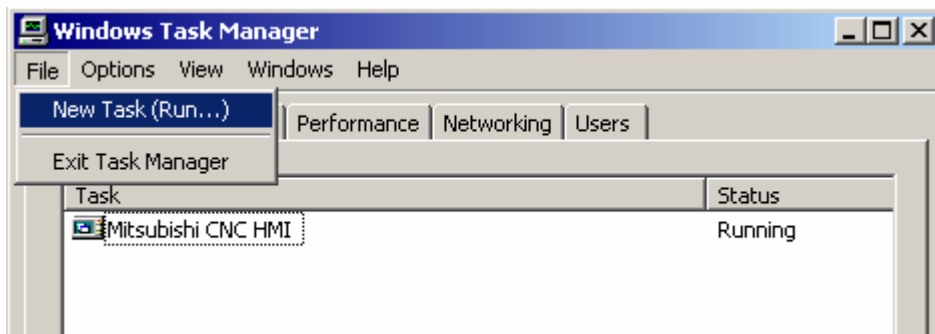 Windows Task Manager
File Options View Windows Help
New Task (Run...)
Performance Networking Users
Exit Task Manager
Task Status
Mitsubishi CNC HMI Running